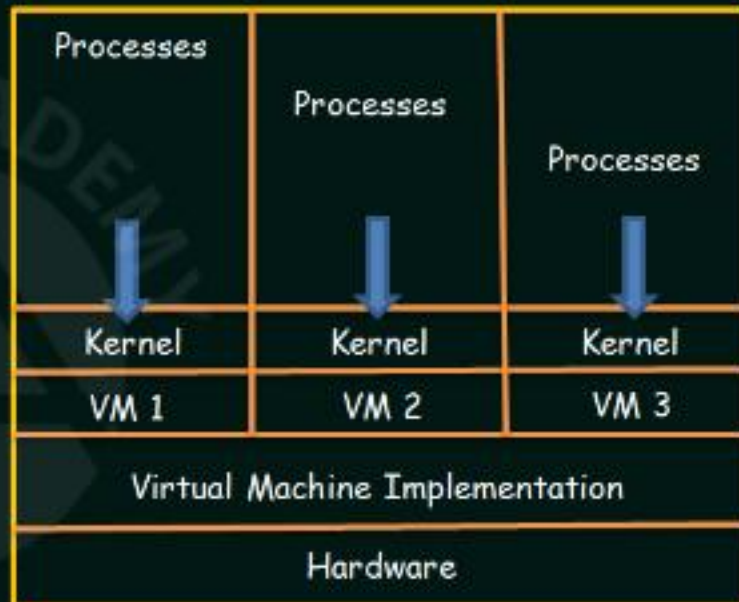 Processes
Processes
Processes
Kernel Kernel Kernel
VM 1 VM 2 VM 3
Virtual Machine Implementation
Hardware